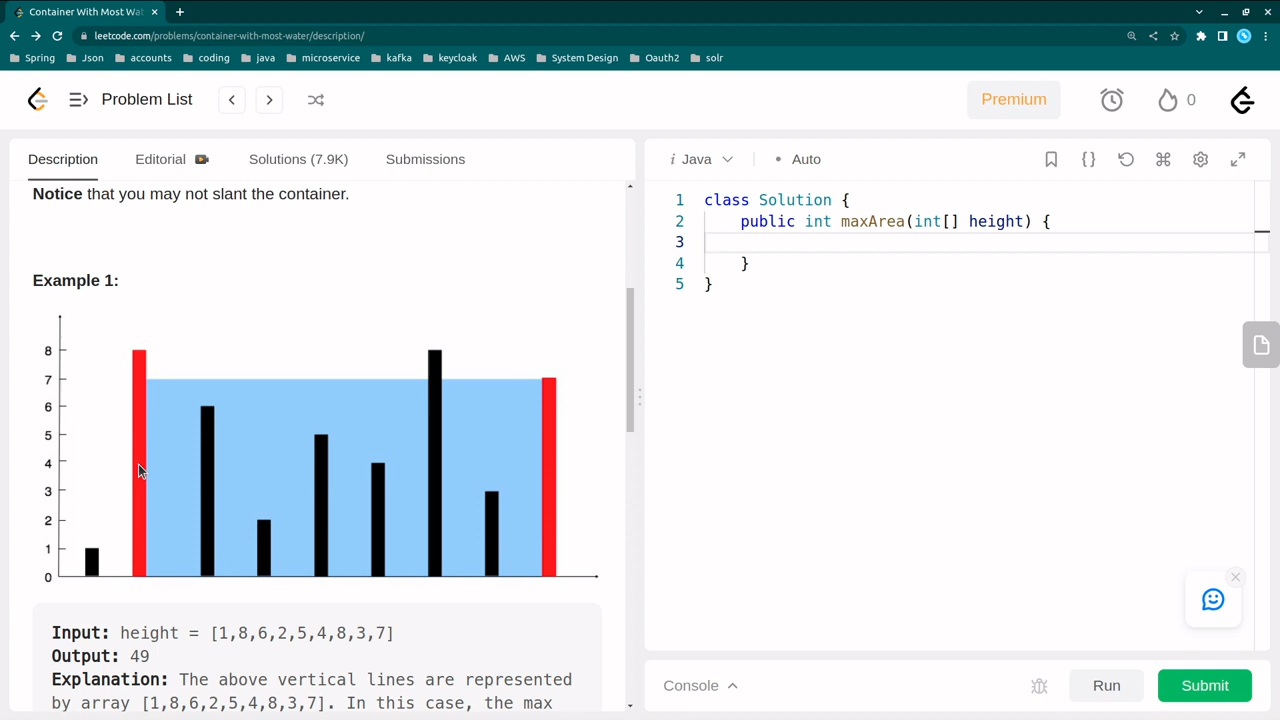 Container With Most Wat
leetcode.com/problems/container-with-most-water/description/
Spring Json accounts coding java microservice kafka keycloak AWS System Design Oauth2 solr
Problem List Premium 0
Description Editorial Solutions (7.9K) Submissions
Notice that you may not slant the container.
Example 1:
8
7
6
5
4
3
2
1
0
Input: height = [1,8,6,2,5,4,8,3,7]
Output: 49
Explanation: The above vertical lines are represented
by array [1,8,6,2,5,4,8,3,7]. In this case, the max
i Java Auto
1 class Solution {
2 public int maxArea(int[] height) {
3
4 }
5 }
Console Run Submit